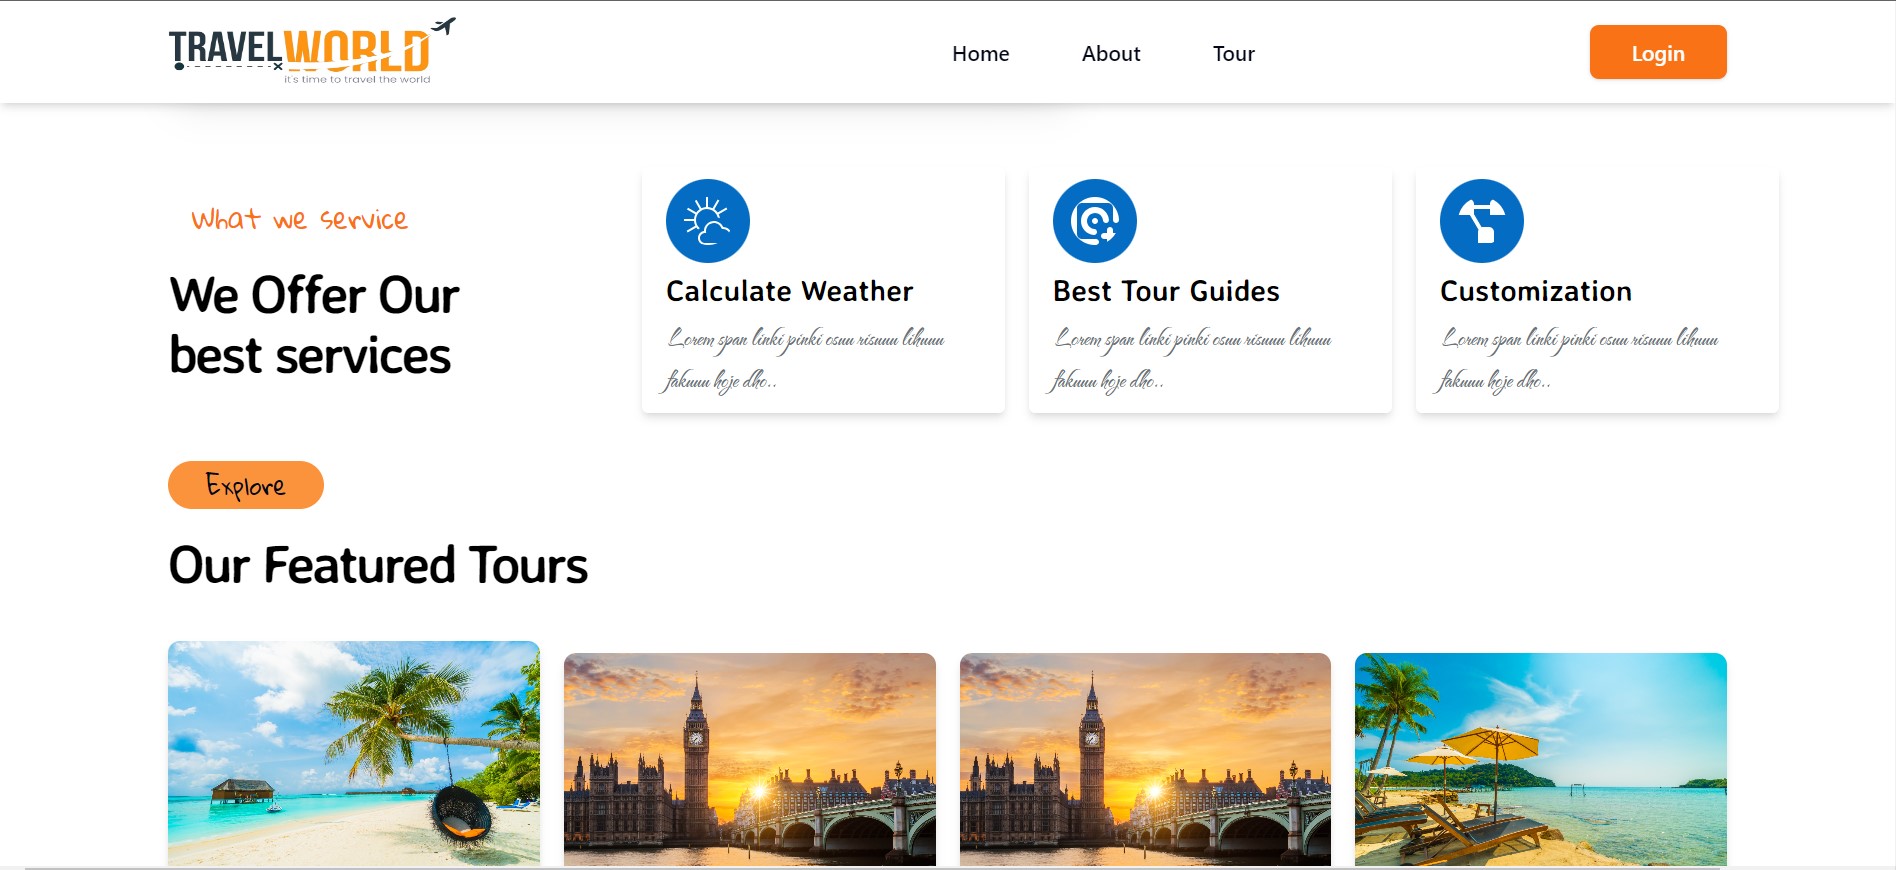 TRAVELWORLD
it's time to travel the world
Home
About
Tour
Login
What we service
We Offer Our
best services
Calculate Weather
Lorem span linki pinki osuu risuuu lihuuu
fakuuu hoje dho..
Best Tour Guides
Lorem span linki pinki osuu risuuu lihuuu
fakuuu hoje dho..
Customization
Lorem span linki pinki osuu risuuu lihuuu
fakuuu hoje dho..
Explore
Our Featured Tours